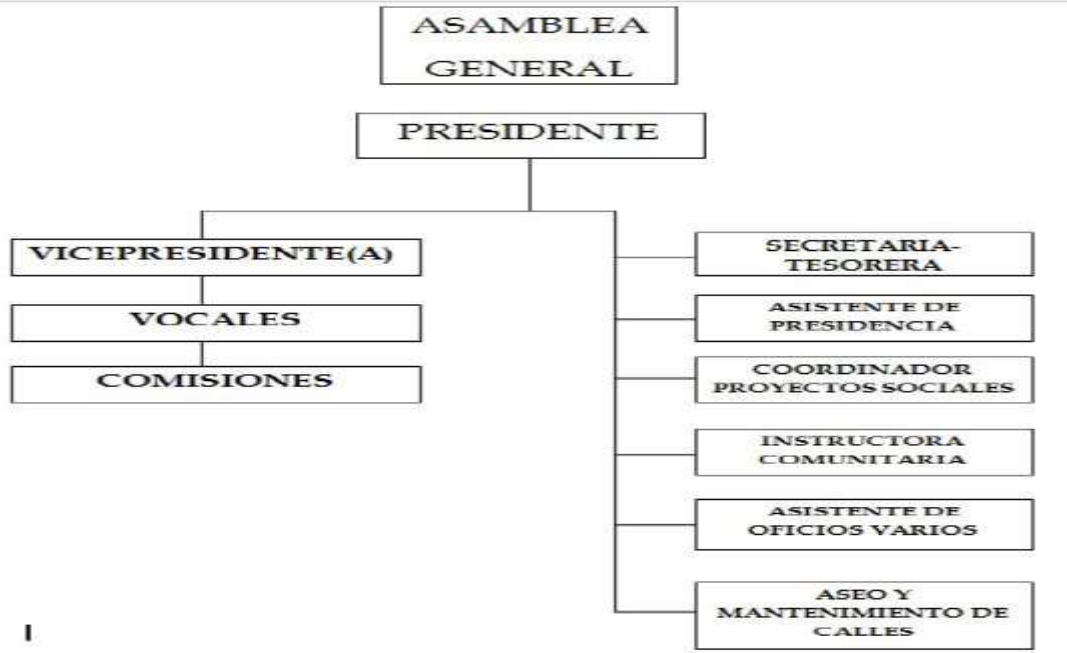 ASAMBLEA
GENERAL
PRESIDENTE
VICEPRESIDENTE(A)
VOCALES
COMISIONES
SECRETARIA-
TESORERA
ASISTENTE DE
PRESIDENCIA
COORDINADOR
PROYECTOS SOCIALES
INSTRUCTORA
COMUNITARIA
ASISTENTE DE
OFICIOS VARIOS
ASEO Y
MANTENIMIENTO DE
CALLES
I